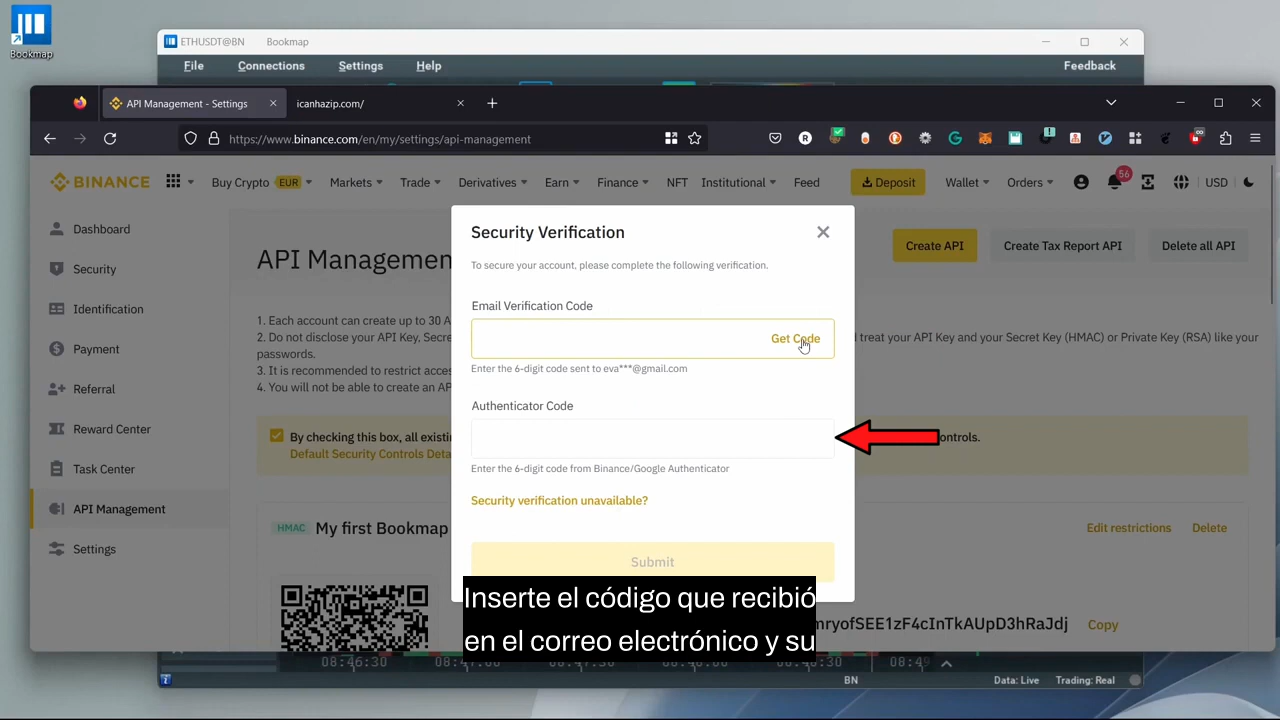 Bookmap
ETHUSDT@BN Bookmap
File Connections Settings Help Feedback
API Management - Settings icanhazip.com/
https://www.binance.com/en/my/settings/api-management
BINANCE Buy Crypto EUR Markets Trade Derivatives Earn Finance NFT Institutional Feed Deposit Wallet Orders 56 USD
Dashboard
Security
Identification
Payment
Referral
Reward Center
Task Center
API Management
Settings
API Managemen
Create API Create Tax Report API Delete all API
1. Each account can create up to 30 A
2. Do not disclose your API Key, Secre treat your API Key and your Secret Key (HMAC) or Private Key (RSA) like your
passwords.
3. It is recommended to restrict acces
4. You will not be able to create an AP
By checking this box, all existi ontrols.
Default Security Controls Deta
HMAC My first Bookmap
Edit restrictions Delete
mryofSEE1zF4cInTkAUpD3hRaJdj Copy
Security Verification
To secure your account, please complete the following verification.
Email Verification Code
Get Code
Enter the 6-digit code sent to eva***@gmail.com
Authenticator Code
Enter the 6-digit code from Binance/Google Authenticator
Security verification unavailable?
Submit
Inserte el código que recibió
en el correo electrónico y su
08:46:30 08:49
BN Data: Live Trading: Real